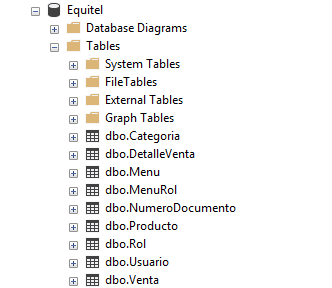 Equitel
Database Diagrams
Tables
System Tables
FileTables
External Tables
Graph Tables
dbo.Categoria
dbo.DetalleVenta
dbo.Menu
dbo.MenuRol
dbo.NumeroDocumento
dbo.Producto
dbo.Rol
dbo.Usuario
dbo.Venta